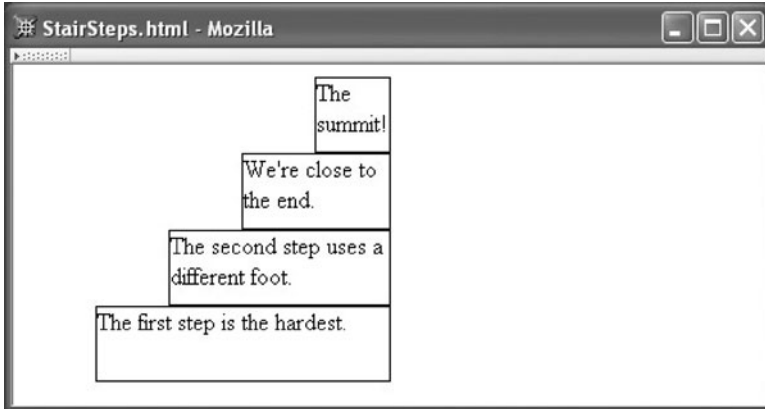 StairSteps.html - Mozilla
The
summit!
We're close to
the end.
The second step uses a
different foot.
The first step is the hardest.